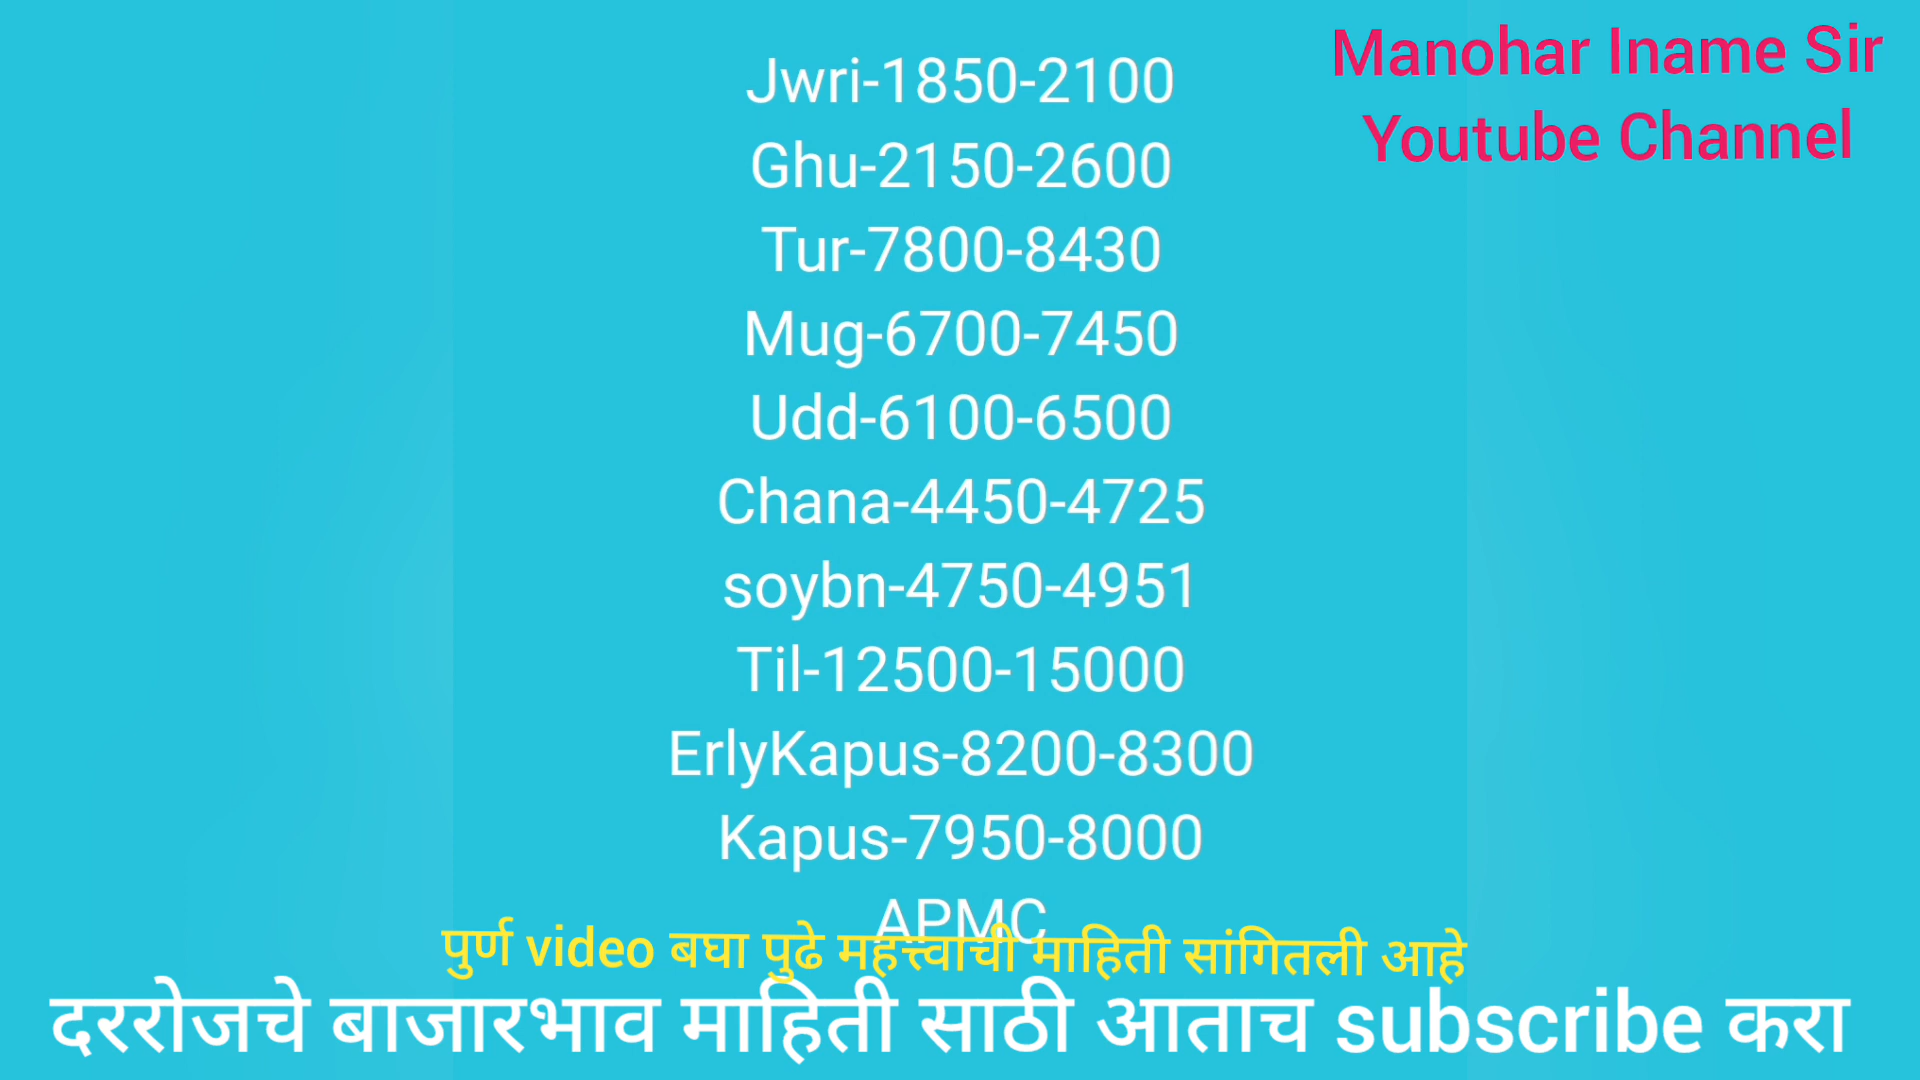 Manohar Iname Sir
Youtube Channel
Jwri-1850-2100
Ghu-2150-2600
Tur-7800-8430
Mug-6700-7450
Udd-6100-6500
Chana-4450-4725
soybn-4750-4951
Til-12500-15000
ErlyKapus-8200-8300
Kapus-7950-8000
APMC
पुर्ण video बघा पुढे महत्त्वाची माहिती सांगितली आहे
दररोजचे बाजारभाव माहिती साठी आताच subscribe करा